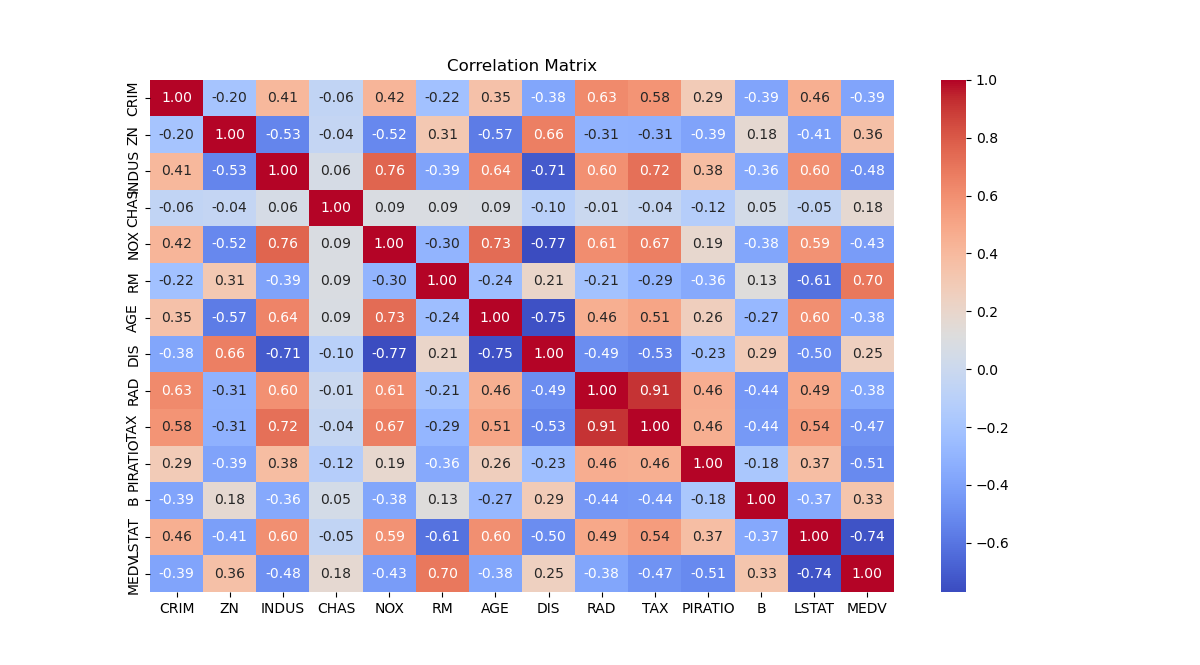 Correlation Matrix
CRIM 1.00 -0.20 0.41 -0.06 0.42 -0.22 0.35 -0.38 0.63 0.58 0.29 -0.39 0.46 -0.39
ZN -0.20 1.00 -0.53 -0.04 -0.52 0.31 -0.57 0.66 -0.31 -0.31 -0.39 0.18 -0.41 0.36
INDUS 0.41 -0.53 1.00 0.06 0.76 -0.39 0.64 -0.71 0.60 0.72 0.38 -0.36 0.60 -0.48
CHAS -0.06 -0.04 0.06 1.00 0.09 0.09 0.09 -0.10 -0.01 -0.04 -0.12 0.05 -0.05 0.18
NOX 0.42 -0.52 0.76 0.09 1.00 -0.30 0.73 -0.77 0.61 0.67 0.19 -0.38 0.59 -0.43
RM -0.22 0.31 -0.39 0.09 -0.30 1.00 -0.24 0.21 -0.21 -0.29 -0.36 0.13 -0.61 0.70
AGE 0.35 -0.57 0.64 0.09 0.73 -0.24 1.00 -0.75 0.46 0.51 0.26 -0.27 0.60 -0.38
DIS -0.38 0.66 -0.71 -0.10 -0.77 0.21 -0.75 1.00 -0.49 -0.53 -0.23 0.29 -0.50 0.25
RAD 0.63 -0.31 0.60 -0.01 0.61 -0.21 0.46 -0.49 1.00 0.91 0.46 -0.44 0.49 -0.38
TAX 0.58 -0.31 0.72 -0.04 0.67 -0.29 0.51 -0.53 0.91 1.00 0.46 -0.44 0.54 -0.47
PIRATIO 0.29 -0.39 0.38 -0.12 0.19 -0.36 0.26 -0.23 0.46 0.46 1.00 -0.18 0.37 -0.51
B -0.39 0.18 -0.36 0.05 -0.38 0.13 -0.27 0.29 -0.44 -0.44 -0.18 1.00 -0.37 0.33
LSTAT 0.46 -0.41 0.60 -0.05 0.59 -0.61 0.60 -0.50 0.49 0.54 0.37 -0.37 1.00 -0.74
MEDV -0.39 0.36 -0.48 0.18 -0.43 0.70 -0.38 0.25 -0.38 -0.47 -0.51 0.33 -0.74 1.00
CRIM ZN INDUS CHAS NOX RM AGE DIS RAD TAX PIRATIO B LSTAT MEDV
1.0
0.8
0.6
0.4
0.2
0.0
−0.2
−0.4
−0.6